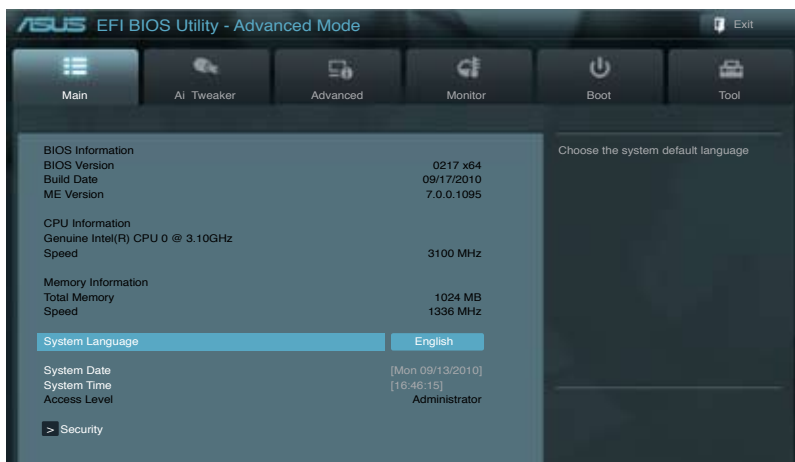 ASUS EFI BIOS Utility - Advanced Mode
Exit
Main Ai Tweaker Advanced Monitor Boot Tool
BIOS Information
BIOS Version 0217 x64
Build Date 09/17/2010
ME Version 7.0.0.1095
CPU Information
Genuine Intel(R) CPU 0 @ 3.10GHz
Speed 3100 MHz
Memory Information
Total Memory 1024 MB
Speed 1336 MHz
System Language English
System Date [Mon 09/13/2010]
System Time [16:46:15]
Access Level Administrator
> Security
Choose the system default language